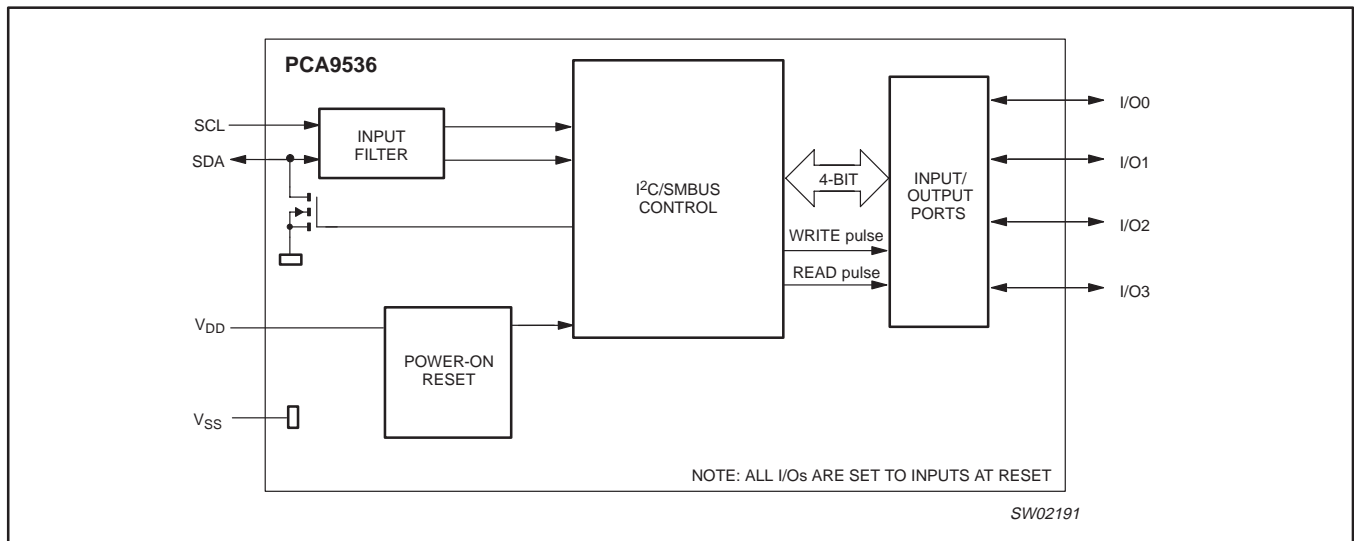 PCA9536
SCL
SDA
INPUT
FILTER
I²C/SMBUS
CONTROL
4-BIT
WRITE pulse
READ pulse
INPUT/
OUTPUT
PORTS
I/O0
I/O1
I/O2
I/O3
VDD
POWER-ON
RESET
VSS
NOTE: ALL I/Os ARE SET TO INPUTS AT RESET
SW02191